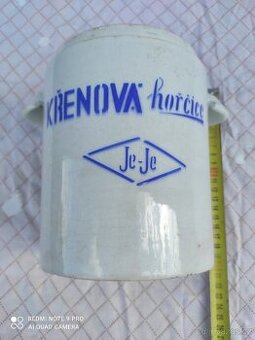 KŘENOVÁ hořčice
Je-Je
REDMI NOTE 9 PRO
AI QUAD CAMERA